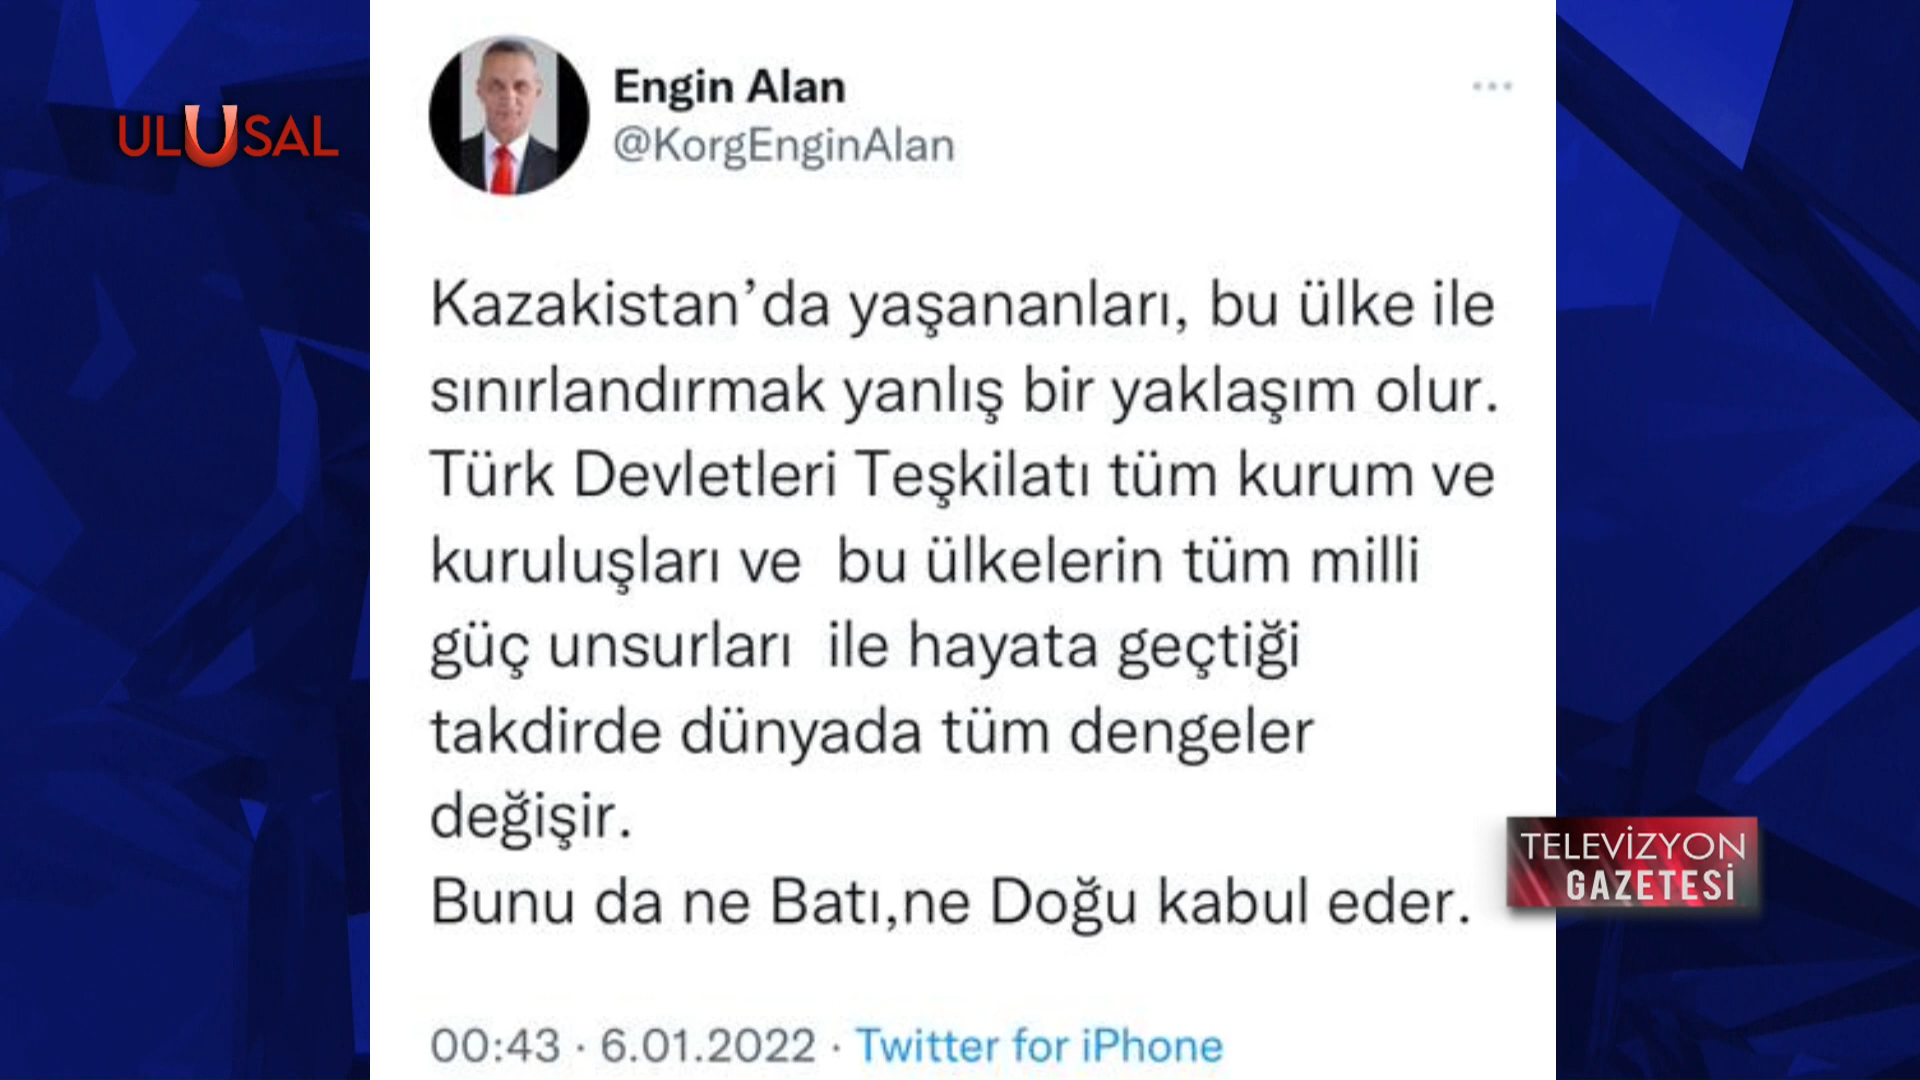 ULUSAL
Engin Alan
@KorgEnginAlan
Kazakistan’da yaşananları, bu ülke ile
sınırlandırmak yanlış bir yaklaşım olur.
Türk Devletleri Teşkilatı tüm kurum ve
kuruluşları ve  bu ülkelerin tüm milli
güç unsurları  ile hayata geçtiği
takdirde dünyada tüm dengeler
değişir.
Bunu da ne Batı,ne Doğu kabul eder.
TELEVİZYON
GAZETESİ
00:43 · 6.01.2022 · Twitter for iPhone